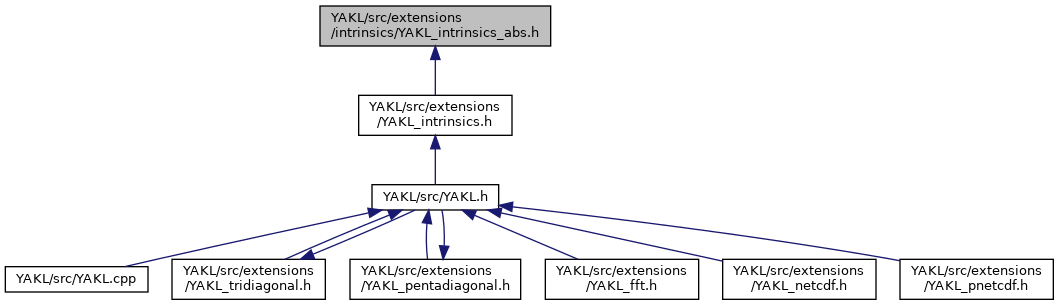 YAKL/src/extensions
/intrinsics/YAKL_intrinsics_abs.h
YAKL/src/extensions
/YAKL_intrinsics.h
YAKL/src/YAKL.h
YAKL/src/YAKL.cpp
YAKL/src/extensions
/YAKL_tridiagonal.h
YAKL/src/extensions
/YAKL_pentadiagonal.h
YAKL/src/extensions
/YAKL_fft.h
YAKL/src/extensions
/YAKL_netcdf.h
YAKL/src/extensions
/YAKL_pnetcdf.h